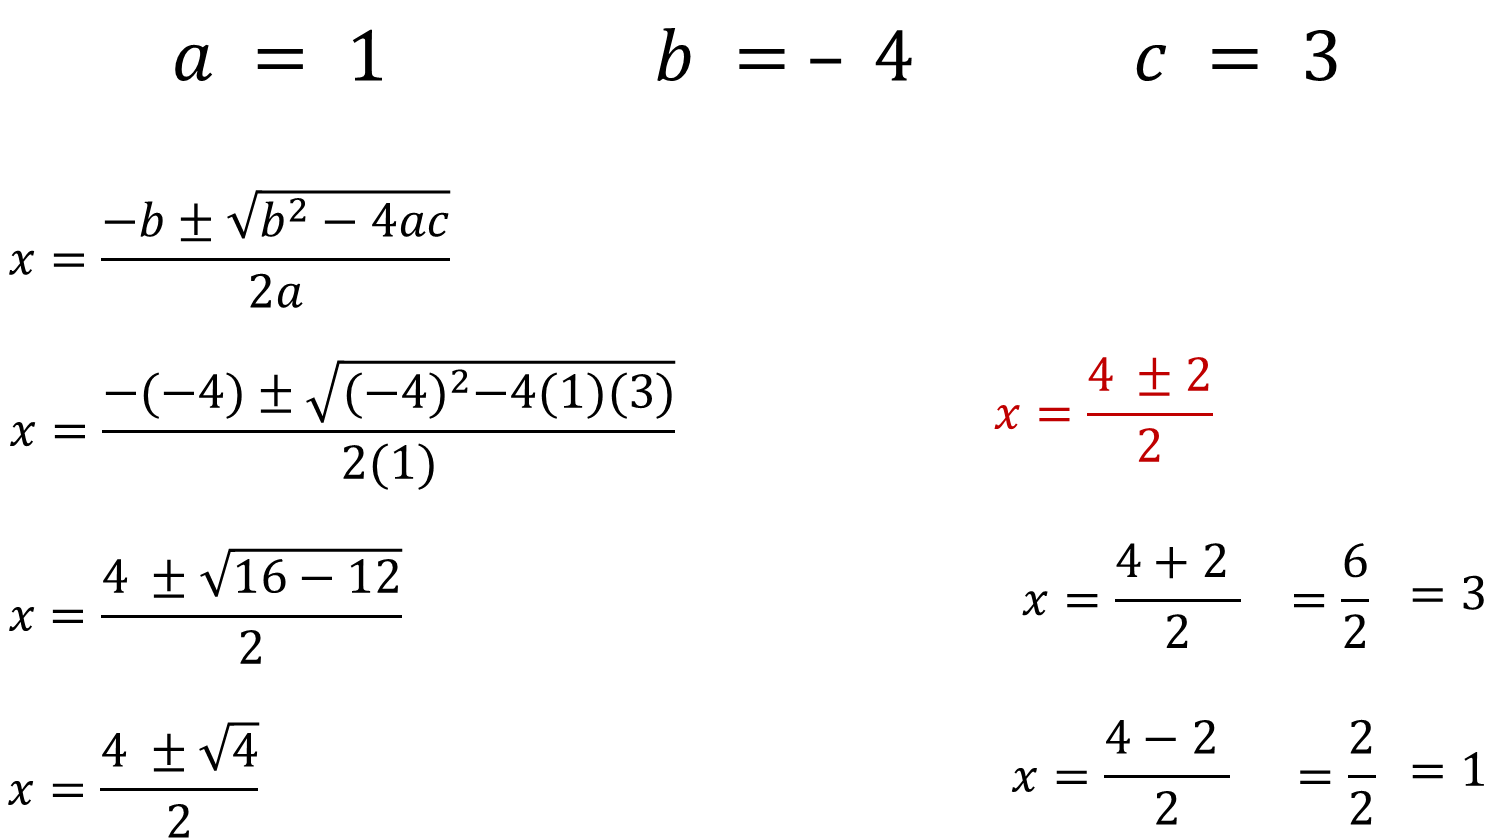 a = 1 b = – 4 c = 3
x = (−b ± √(b² − 4ac)) / 2a
x = (−(−4) ± √((−4)²−4(1)(3))) / 2(1)
x = (4 ± √(16 − 12)) / 2
x = (4 ± √4) / 2
x = (4 ± 2) / 2
x = (4 + 2) / 2 = 6 / 2 = 3
x = (4 − 2) / 2 = 2 / 2 = 1